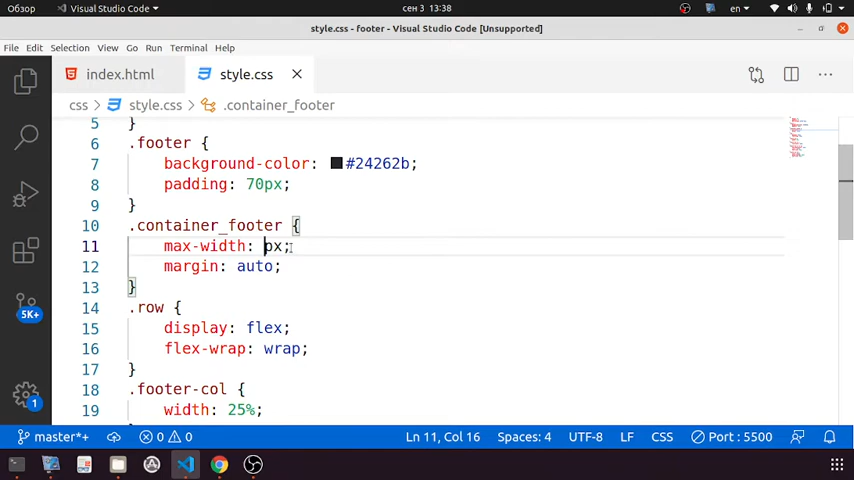 Обзор Visual Studio Code сен 3 13:38 en
style.css - footer - Visual Studio Code [Unsupported]
File Edit Selection View Go Run Terminal Help
index.html style.css
css > style.css > .container_footer
5 }
6 .footer {
7 background-color: #24262b;
8 padding: 70px;
9 }
10 .container_footer {
11 max-width: px;
12 margin: auto;
13 }
14 .row {
15 display: flex;
16 flex-wrap: wrap;
17 }
18 .footer-col {
19 width: 25%;
5K+
1
master*+ 0 0 Ln 11, Col 16 Spaces: 4 UTF-8 LF CSS Port : 5500